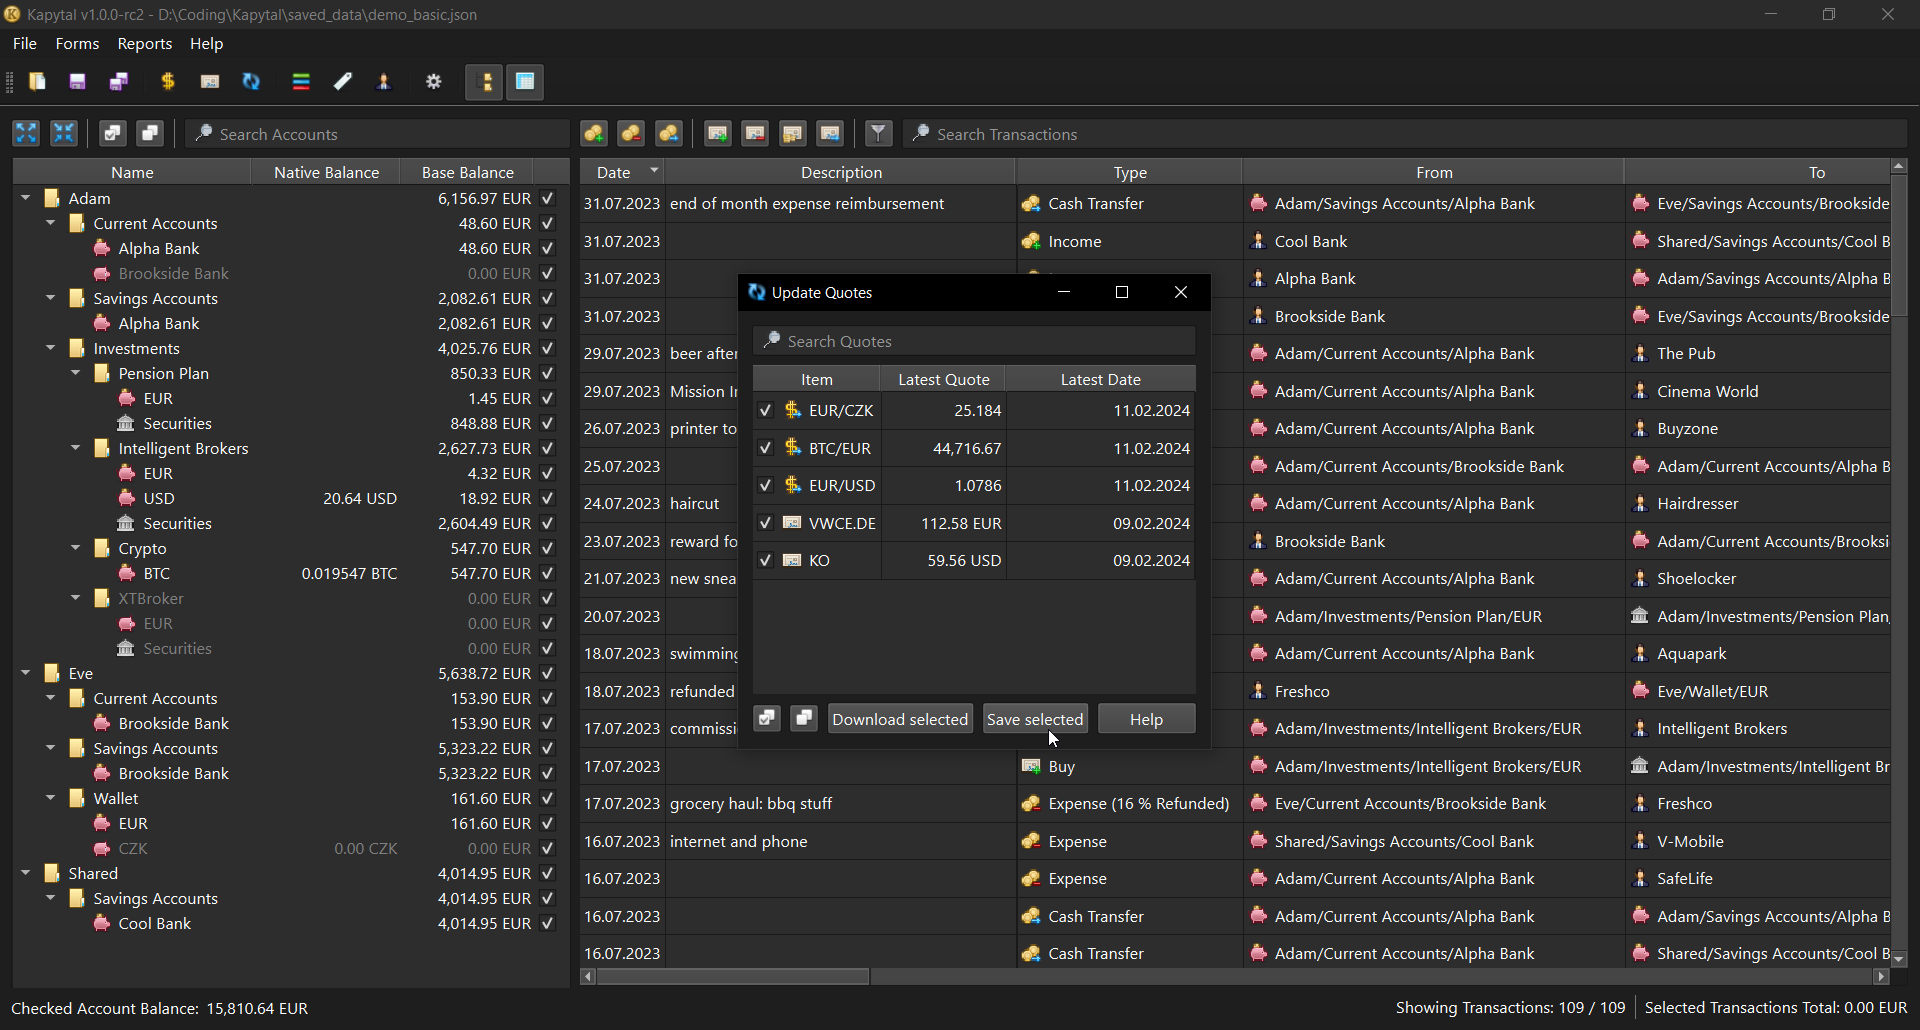 Kapytal v1.0.0-rc2 - D:\Coding\Kapytal\saved_data\demo_basic.json
File Forms Reports Help
Search Accounts
Search Transactions
Name Native Balance Base Balance
Adam 6,156.97 EUR
Current Accounts 48.60 EUR
Alpha Bank 48.60 EUR
Brookside Bank 0.00 EUR
Savings Accounts 2,082.61 EUR
Alpha Bank 2,082.61 EUR
Investments 4,025.76 EUR
Pension Plan 850.33 EUR
EUR 1.45 EUR
Securities 848.88 EUR
Intelligent Brokers 2,627.73 EUR
EUR 4.32 EUR
USD 20.64 USD 18.92 EUR
Securities 2,604.49 EUR
Crypto 547.70 EUR
BTC 0.019547 BTC 547.70 EUR
XTBroker 0.00 EUR
EUR 0.00 EUR
Securities 0.00 EUR
Eve 5,638.72 EUR
Current Accounts 153.90 EUR
Brookside Bank 153.90 EUR
Savings Accounts 5,323.22 EUR
Brookside Bank 5,323.22 EUR
Wallet 161.60 EUR
EUR 161.60 EUR
CZK 0.00 CZK 0.00 EUR
Shared 4,014.95 EUR
Savings Accounts 4,014.95 EUR
Cool Bank 4,014.95 EUR
Date Description Type From To
31.07.2023 end of month expense reimbursement Cash Transfer Adam/Savings Accounts/Alpha Bank Eve/Savings Accounts/Brookside
31.07.2023 Income Cool Bank Shared/Savings Accounts/Cool B
31.07.2023 Alpha Bank Adam/Savings Accounts/Alpha B
31.07.2023 Brookside Bank Eve/Savings Accounts/Brookside
29.07.2023 beer after Adam/Current Accounts/Alpha Bank The Pub
29.07.2023 Mission I Adam/Current Accounts/Alpha Bank Cinema World
26.07.2023 printer to Adam/Current Accounts/Alpha Bank Buyzone
25.07.2023 Adam/Current Accounts/Brookside Bank Adam/Current Accounts/Alpha B
24.07.2023 haircut Adam/Current Accounts/Alpha Bank Hairdresser
23.07.2023 reward fo Brookside Bank Adam/Current Accounts/Brooksi
21.07.2023 new snea Adam/Current Accounts/Alpha Bank Shoelocker
20.07.2023 Adam/Investments/Pension Plan/EUR Adam/Investments/Pension Plan,
18.07.2023 swimming Adam/Current Accounts/Alpha Bank Aquapark
18.07.2023 refunded Freshco Eve/Wallet/EUR
17.07.2023 commissi Adam/Investments/Intelligent Brokers/EUR Intelligent Brokers
17.07.2023 Buy Adam/Investments/Intelligent Brokers/EUR Adam/Investments/Intelligent Br
17.07.2023 grocery haul: bbq stuff Expense (16 % Refunded) Eve/Current Accounts/Brookside Bank Freshco
16.07.2023 internet and phone Expense Shared/Savings Accounts/Cool Bank V-Mobile
16.07.2023 Expense Adam/Current Accounts/Alpha Bank SafeLife
16.07.2023 Cash Transfer Adam/Current Accounts/Alpha Bank Adam/Savings Accounts/Alpha B
16.07.2023 Cash Transfer Adam/Current Accounts/Alpha Bank Shared/Savings Accounts/Cool B
Update Quotes
Search Quotes
Item Latest Quote Latest Date
EUR/CZK 25.184 11.02.2024
BTC/EUR 44,716.67 11.02.2024
EUR/USD 1.0786 11.02.2024
VWCE.DE 112.58 EUR 09.02.2024
KO 59.56 USD 09.02.2024
Download selected Save selected Help
Checked Account Balance: 15,810.64 EUR
Showing Transactions: 109 / 109 Selected Transactions Total: 0.00 EUR